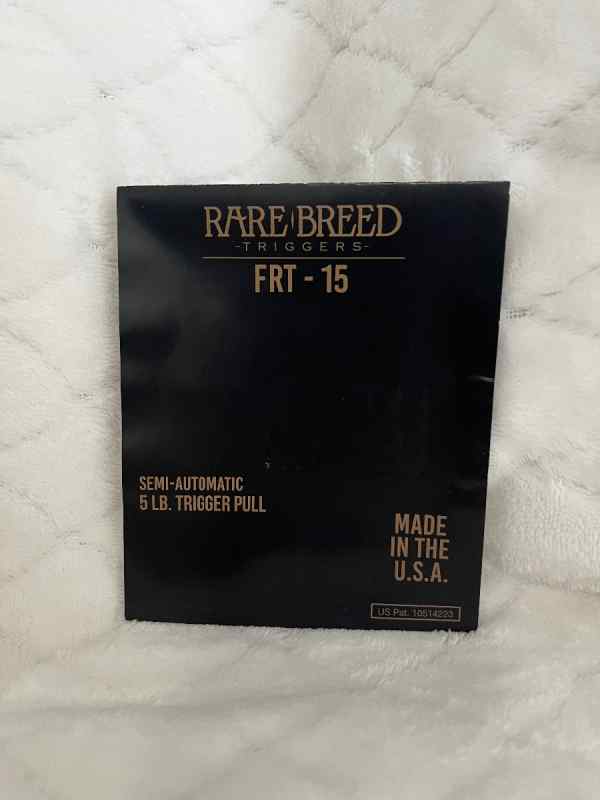 RARE BREED
-TRIGGERS-
FRT - 15
SEMI-AUTOMATIC
5 LB. TRIGGER PULL
MADE
IN THE
U.S.A.
US Pat. 10514223